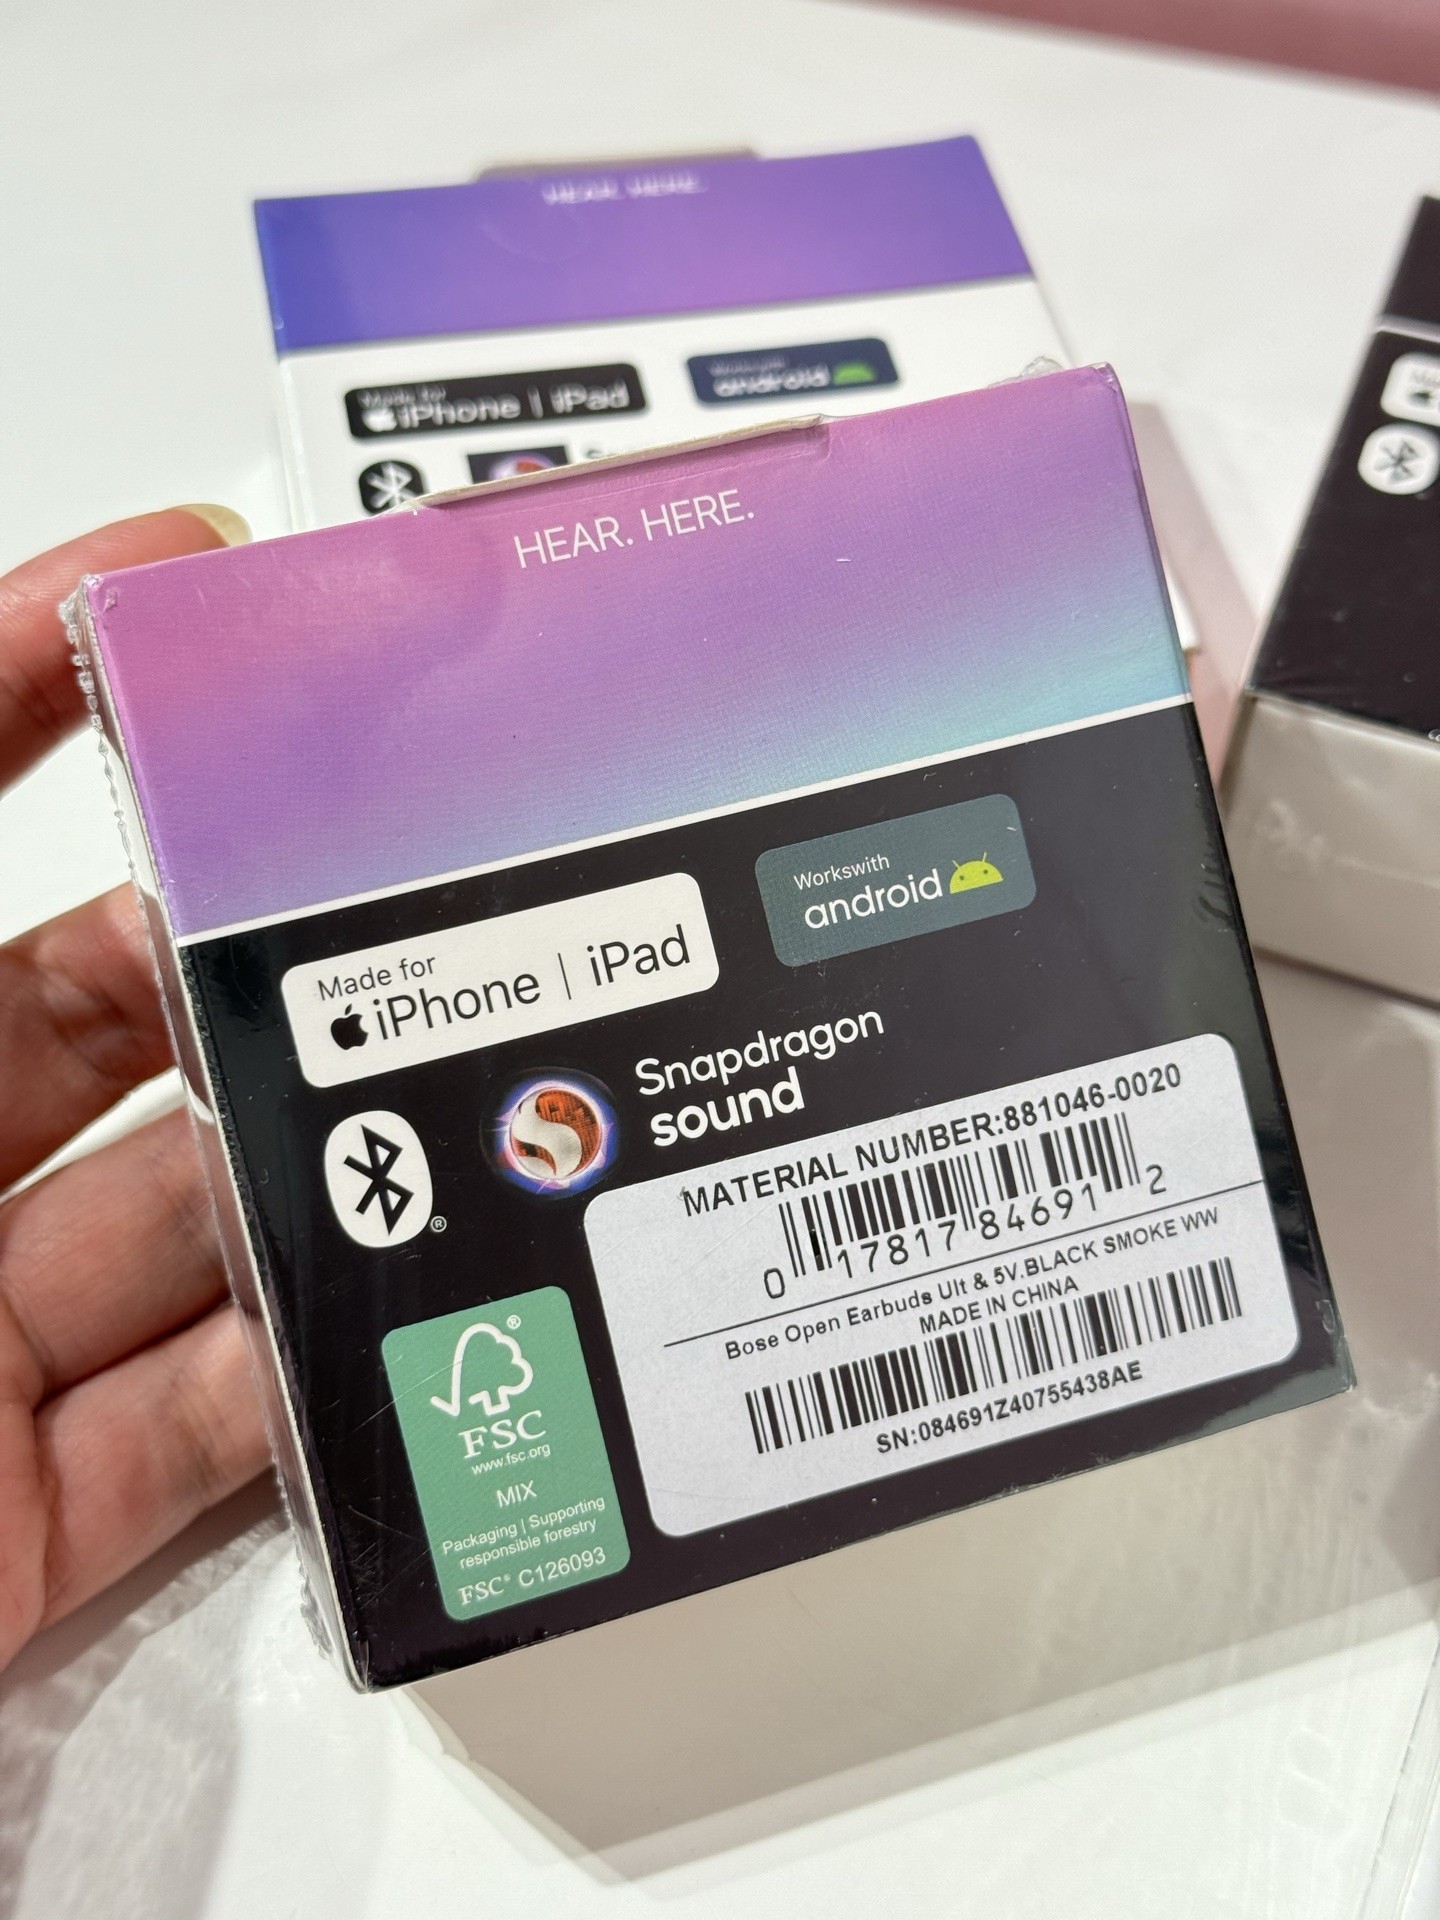 HEAR. HERE.
Made for
iPhone | iPad
Works with
android
HEAR. HERE.
Made for
iPhone | iPad
Workswith
android
Snapdragon
sound
®
MATERIAL NUMBER:881046-0020
0 17817 84691 2
Bose Open Earbuds Ult & 5V.BLACK SMOKE WW
MADE IN CHINA
SN:084691Z40755438AE
®
FSC
www.fsc.org
MIX
Packaging | Supporting
responsible forestry
FSC® C126093